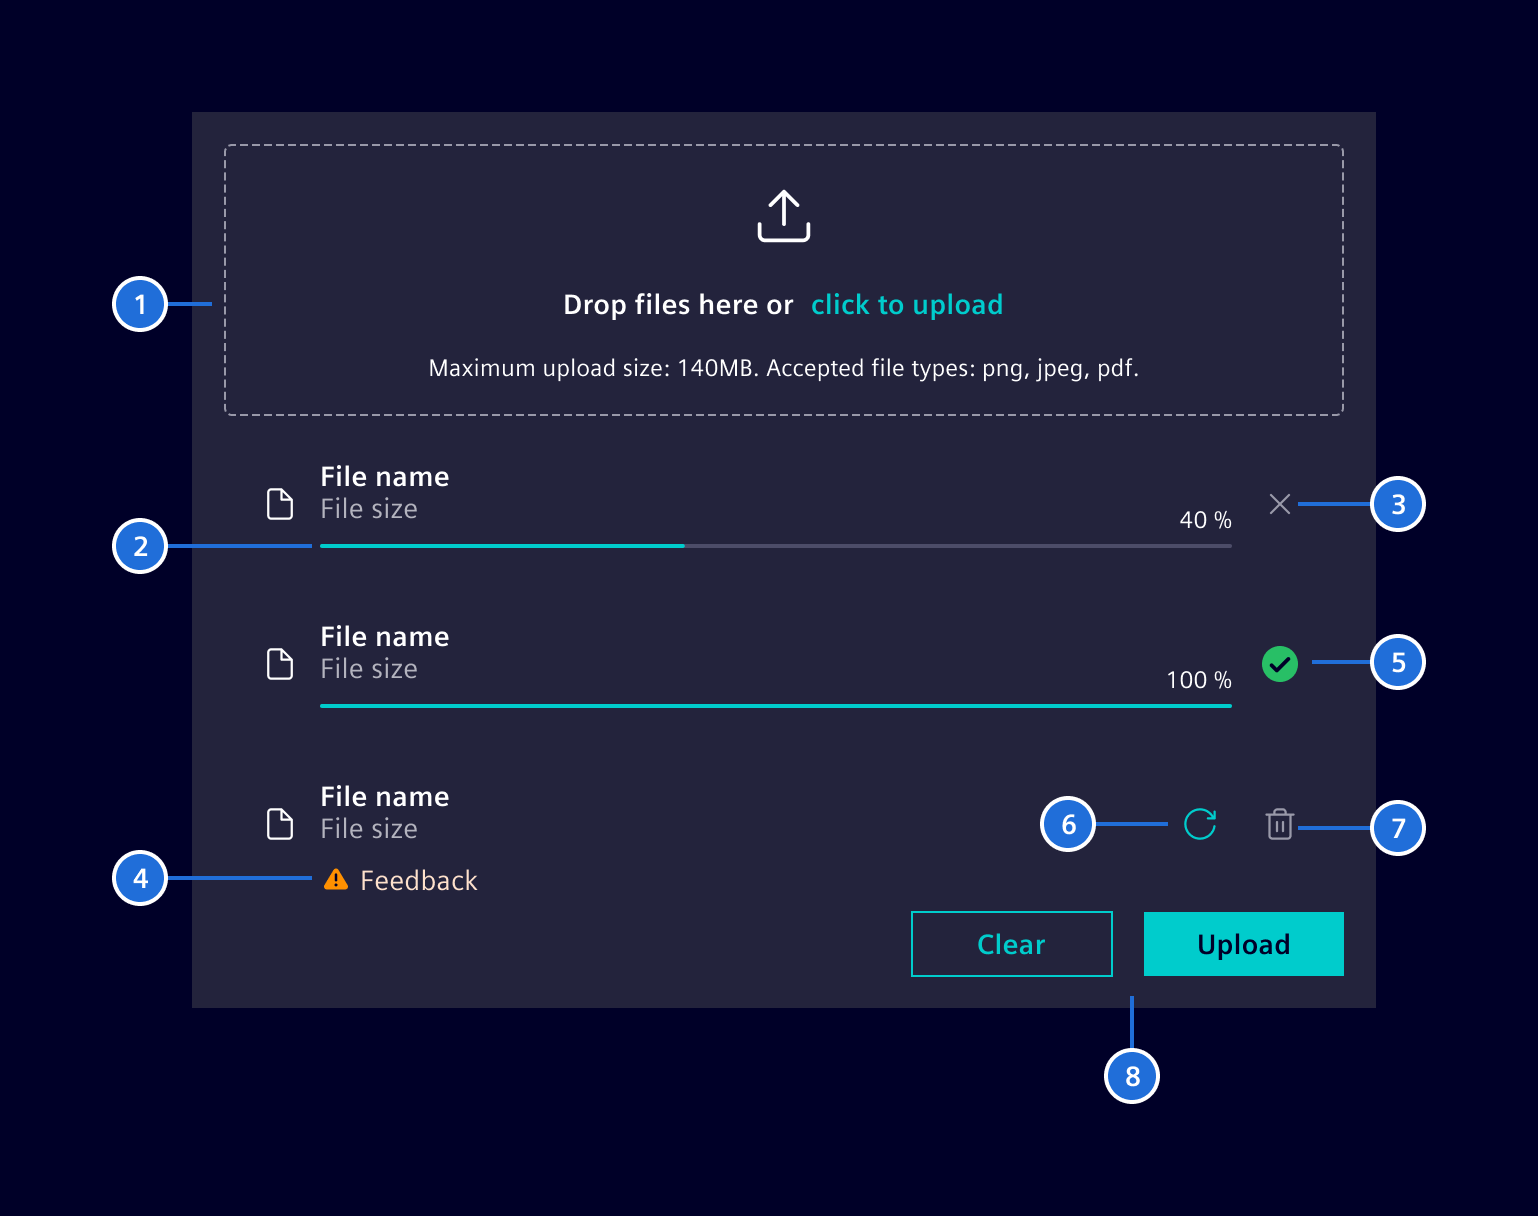 1
Drop files here or click to upload
Maximum upload size: 140MB. Accepted file types: png, jpeg, pdf.
File name
File size
40 %
3
2
File name
File size
100 %
5
File name
File size
6
7
4
Feedback
Clear
Upload
8